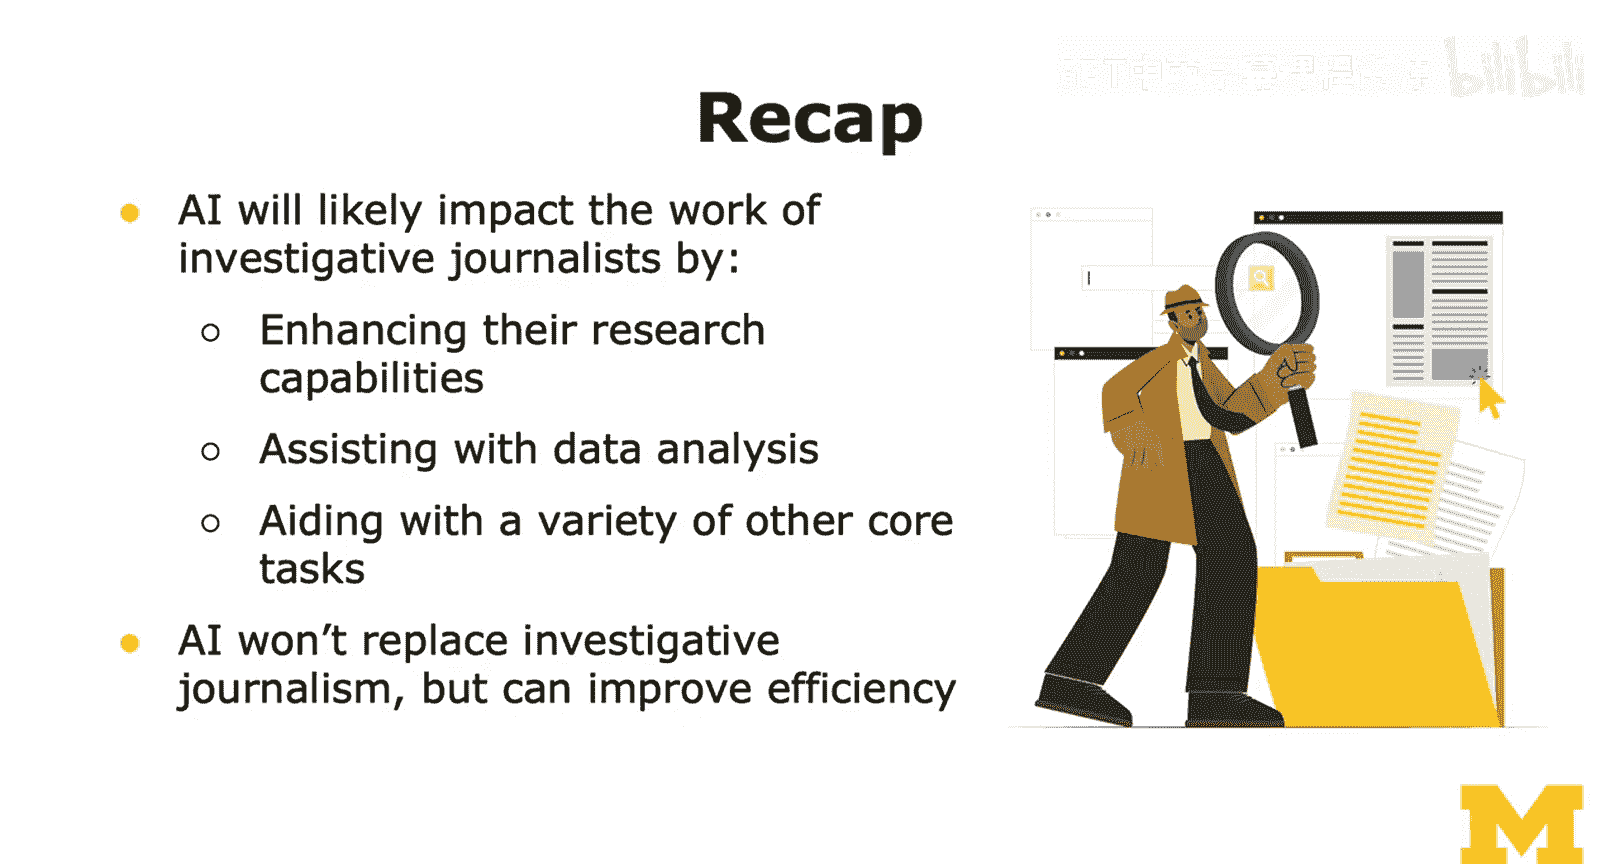 bilibili
Recap
AI will likely impact the work of
investigative journalists by:
Enhancing their research
capabilities
Assisting with data analysis
Aiding with a variety of other core
tasks
AI won’t replace investigative
journalism, but can improve efficiency
M